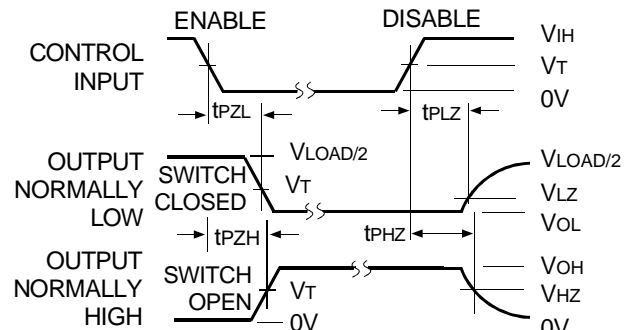 ENABLE DISABLE
CONTROL INPUT
VIH
VT
0V
tPZL
tPLZ
OUTPUT NORMALLY LOW
SWITCH CLOSED
VLOAD/2
VT
VLOAD/2
VLZ
VOL
tPZH
tPHZ
OUTPUT NORMALLY HIGH
SWITCH OPEN
VT
0V
VOH
VHZ
0V